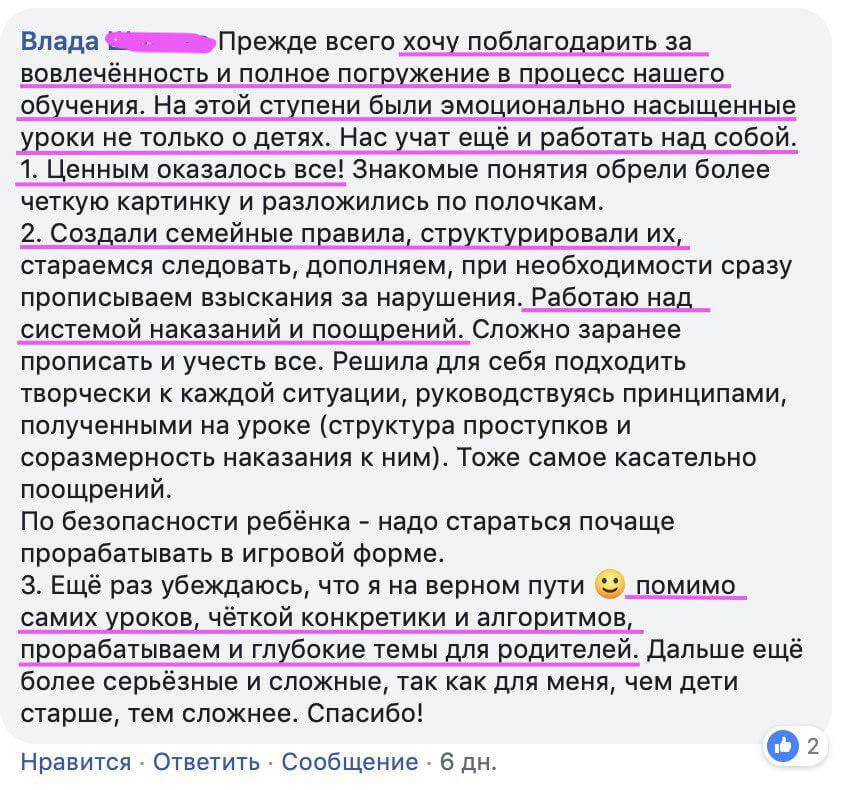 Влада Прежде всего хочу поблагодарить за
вовлечённость и полное погружение в процесс нашего
обучения. На этой ступени были эмоционально насыщенные
уроки не только о детях. Нас учат ещё и работать над собой.
1. Ценным оказалось все! Знакомые понятия обрели более
четкую картинку и разложились по полочкам.
2. Создали семейные правила, структурировали их,
стараемся следовать, дополняем, при необходимости сразу
прописываем взыскания за нарушения. Работаю над
системой наказаний и поощрений. Сложно заранее
прописать и учесть все. Решила для себя подходить
творчески к каждой ситуации, руководствуясь принципами,
полученными на уроке (структура проступков и
соразмерность наказания к ним). Тоже самое касательно
поощрений.
По безопасности ребёнка - надо стараться почаще
прорабатывать в игровой форме.
3. Ещё раз убеждаюсь, что я на верном пути 🙂 помимо
самих уроков, чёткой конкретики и алгоритмов,
прорабатываем и глубокие темы для родителей. Дальше ещё
более серьёзные и сложные, так как для меня, чем дети
старше, тем сложнее. Спасибо!
2
Нравится · Ответить · Сообщение · 6 дн.